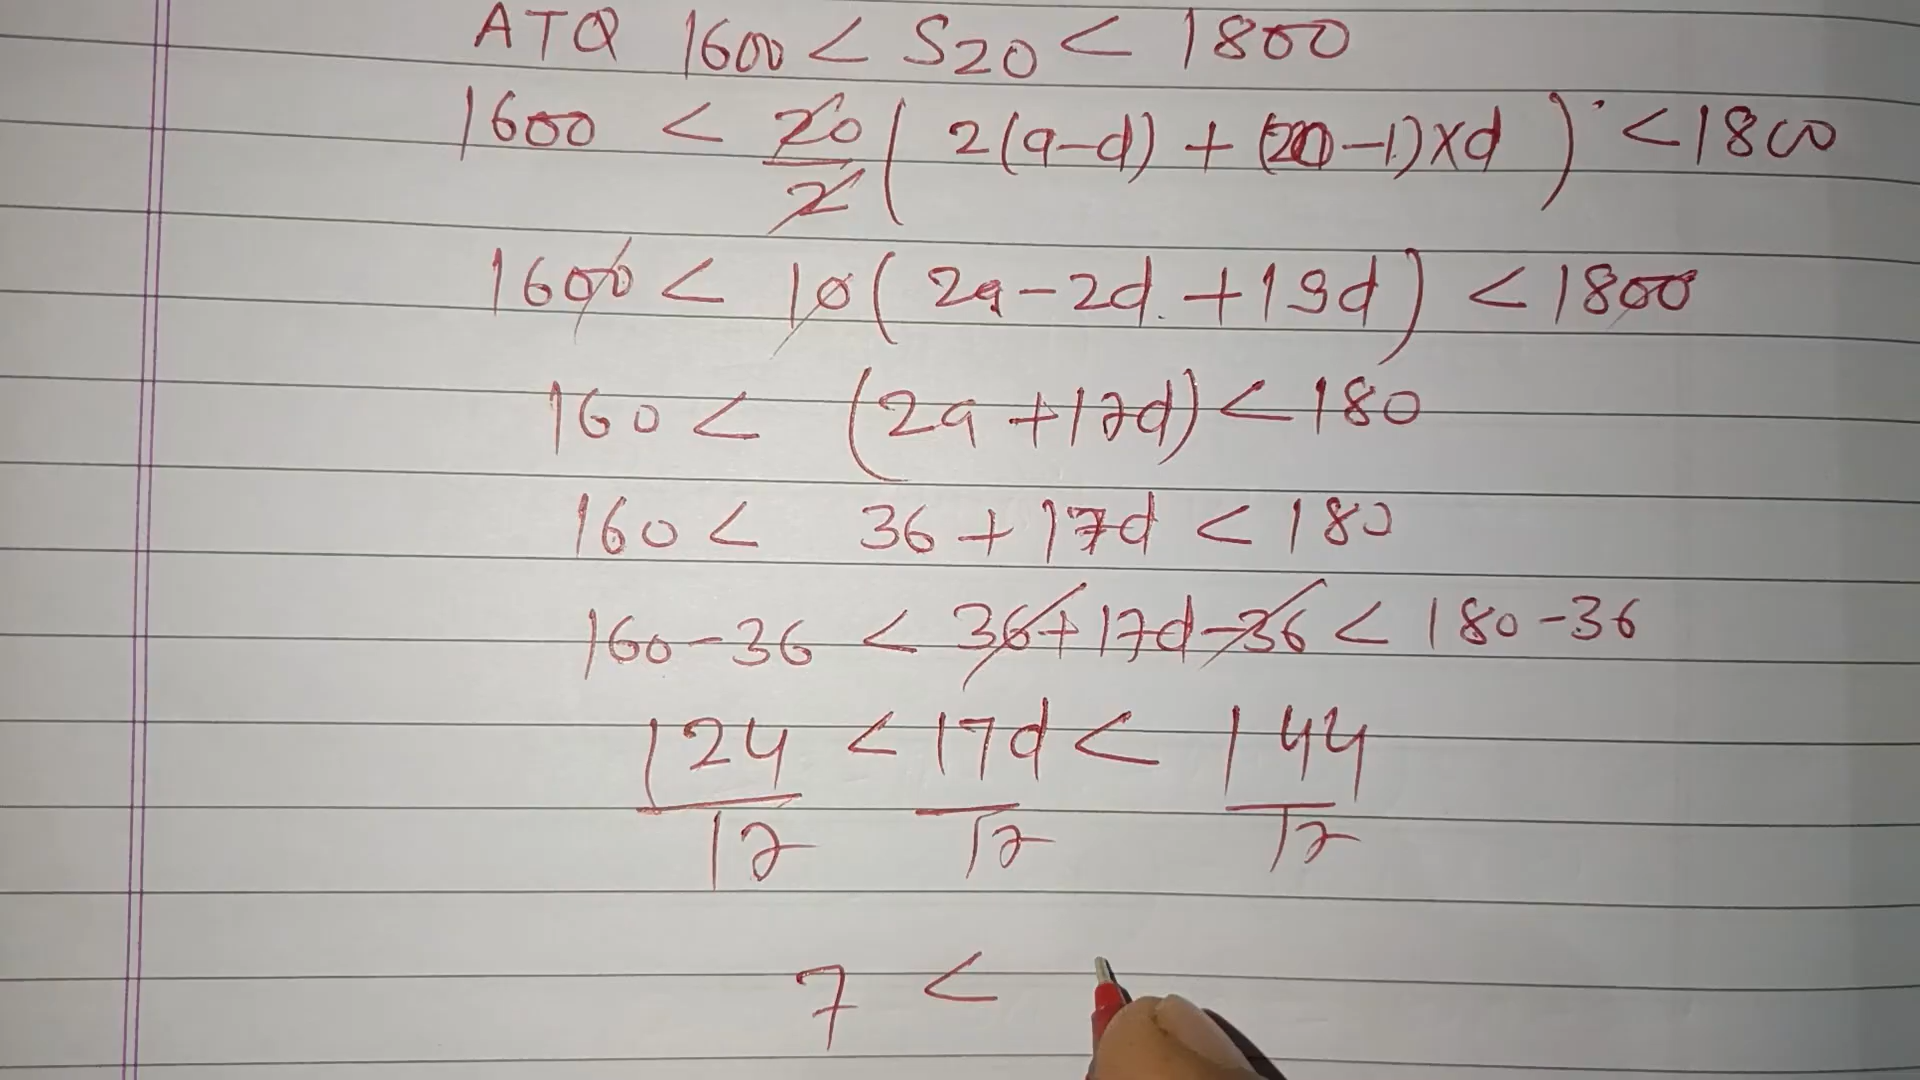 ATQ 1600 < S20 < 1800
1600 < 20/2 ( 2(a-d) + (20-1)×d ) < 1800
1600 < 10 ( 2a-2d + 19d ) < 1800
160 < (2a+17d) < 180
160 < 36 + 17d < 180
160-36 < 36+17d-36 < 180-36
124/17 < 17d/17 < 144/17
7 <